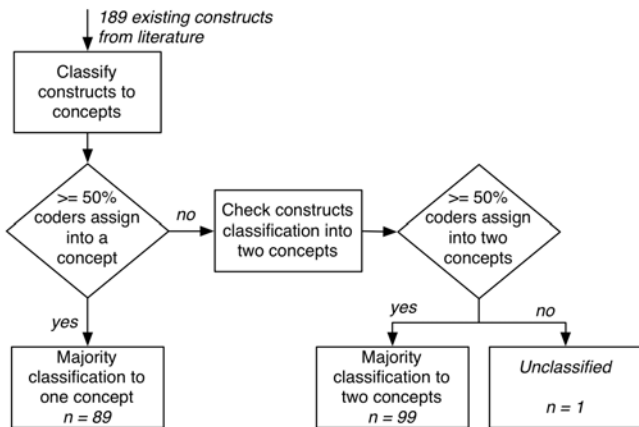 189 existing constructs
from literature
Classify
constructs to
concepts
>= 50%
coders assign
into a
concept
no
Check constructs
classification into
two concepts
>= 50%
coders assign
into two
concepts
yes
yes
no
Majority
classification to
one concept
n = 89
Majority
classification to
two concepts
n = 99
Unclassified
n = 1